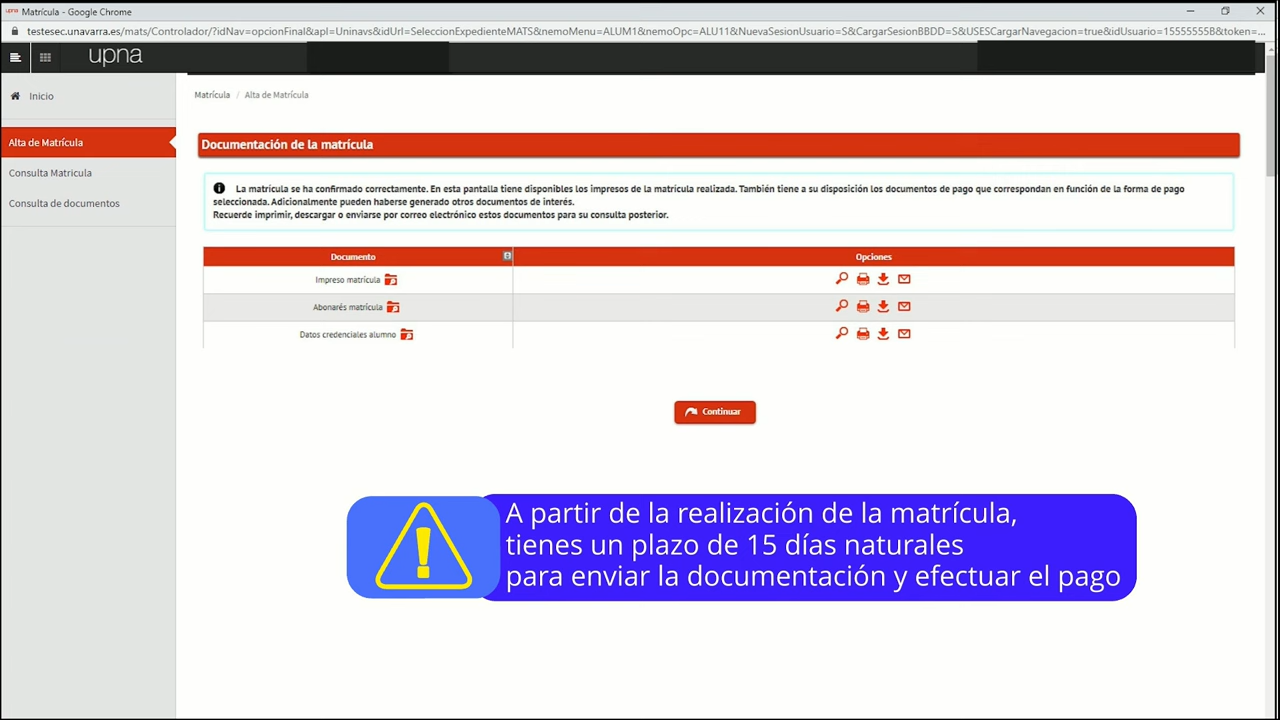 upna Matrícula - Google Chrome
testesec.unavarra.es/mats/Controlador/?idNav=opcionFinal&apl=Uninavs&idUrl=SeleccionExpedienteMATS&nemoMenu=ALUM1&nemoOpc=ALU11&NuevaSesionUsuario=S&CargarSesionBBDD=S&USESCargarNavegacion=true&idUsuario=15555555B&token=...
upna
Inicio
Alta de Matrícula
Consulta Matricula
Consulta de documentos
Matrícula / Alta de Matrícula
Documentación de la matrícula
La matrícula se ha confirmado correctamente. En esta pantalla tiene disponibles los impresos de la matrícula realizada. También tiene a su disposición los documentos de pago que correspondan en función de la forma de pago
seleccionada. Adicionalmente pueden haberse generado otros documentos de interés.
Recuerde imprimir, descargar o enviarse por correo electrónico estos documentos para su consulta posterior.
Documento Opciones
Impreso matrícula
Abonarés matrícula
Datos credenciales alumno
Continuar
A partir de la realización de la matrícula,
tienes un plazo de 15 días naturales
para enviar la documentación y efectuar el pago